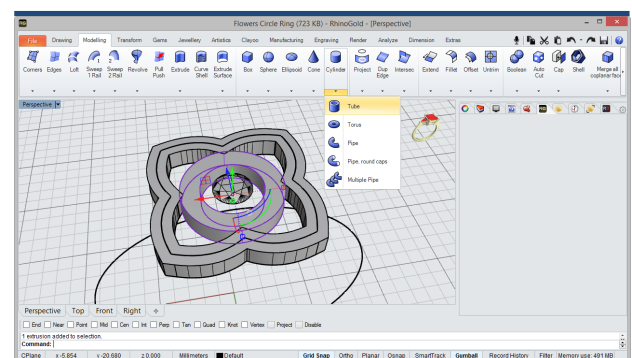 RG
Flowers Circle Ring (723 KB) - RhinoGold - [Perspective]
File Drawing Modelling Transform Gems Jewellery Artistics Clayoo Manufacturing Engraving Render Analyze Dimension Extras
Corners Edges Loft Sweep 1 Rail Sweep 2 Rail Revolve Pull Push Extrude Curve Shell Extrude Surface Box Sphere Ellipsoid Cone Cylinder Project Dup Edge Intersec Extend Fillet Offset Untrim Boolean Auto Cut Cap Shell Merge all coplanar fac
Perspective
Tube
Torus
Pipe
Pipe, round caps
Multiple Pipe
Perspective Top Front Right
End Near Point Mid Cen Int Perp Tan Quad Knot Vertex Project Disable
1 extrusion added to selection.
Command:
CPlane x -5.854 y -20.680 z 0.000 Millimeters Default Grid Snap Ortho Planar Osnap SmartTrack Gumball Record History Filter Memory use: 491 MB